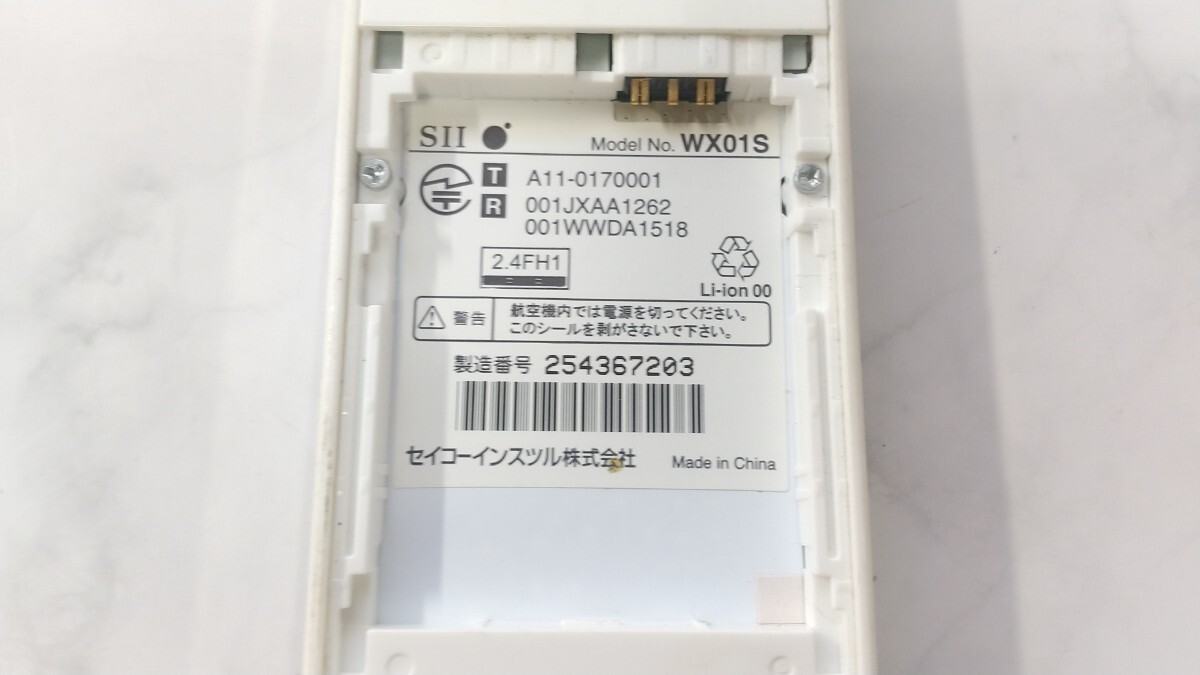 SII Model No. WX01S
T A11-0170001
R 001JXAA1262
001WWDA1518
2.4FH1
Li-ion 00
警告 航空機内では電源を切ってください。
このシールを剥がさないで下さい。
製造番号 254367203
セイコーインスツル株式会社 Made in China